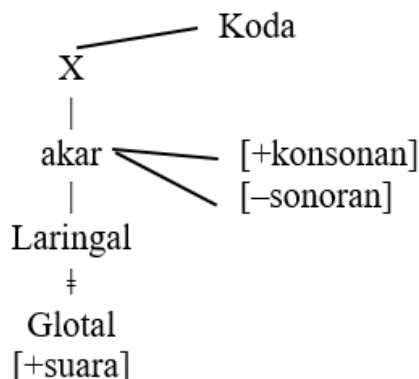 Koda
X
akar
[+konsonan]
[–sonoran]
Laringal
Glotal
[+suara]